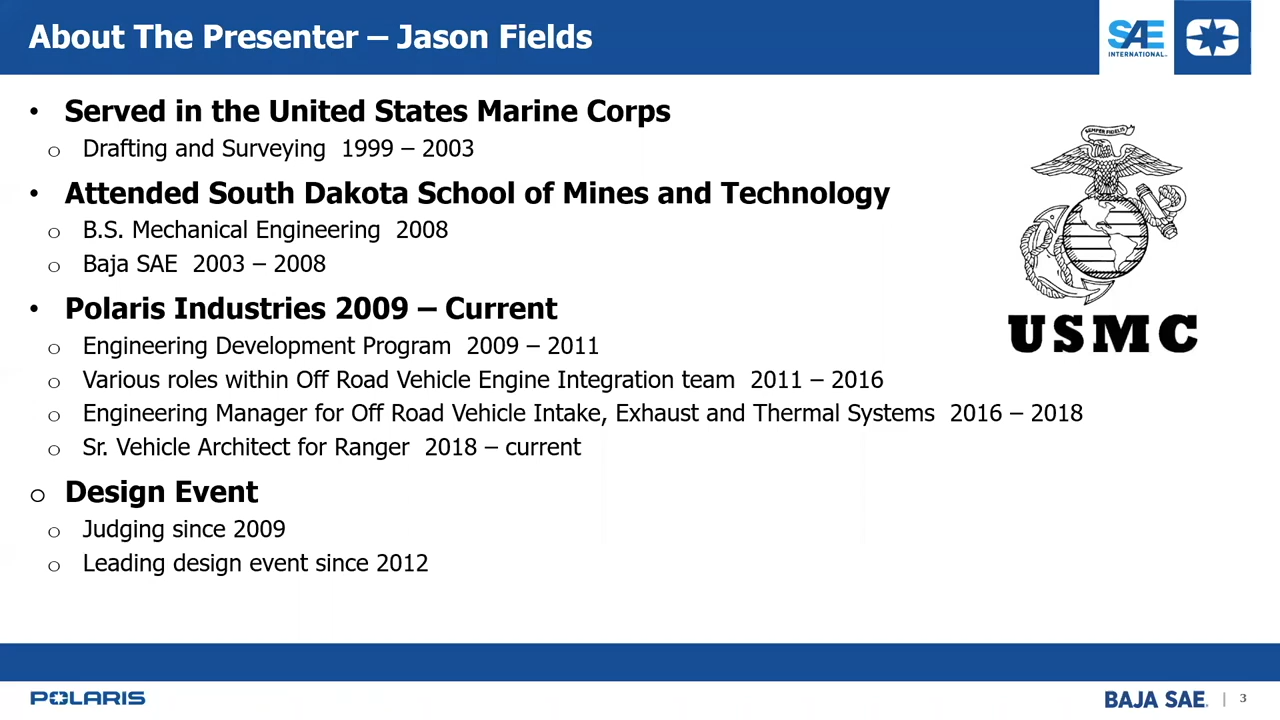 About The Presenter – Jason Fields
SAE
INTERNATIONAL®
• Served in the United States Marine Corps
o Drafting and Surveying 1999 – 2003
• Attended South Dakota School of Mines and Technology
o B.S. Mechanical Engineering 2008
o Baja SAE 2003 – 2008
• Polaris Industries 2009 – Current
o Engineering Development Program 2009 – 2011
o Various roles within Off Road Vehicle Engine Integration team 2011 – 2016
o Engineering Manager for Off Road Vehicle Intake, Exhaust and Thermal Systems 2016 – 2018
o Sr. Vehicle Architect for Ranger 2018 – current
o Design Event
o Judging since 2009
o Leading design event since 2012
SEMPER FIDELIS
USMC
POLARIS
BAJA SAE® | 3